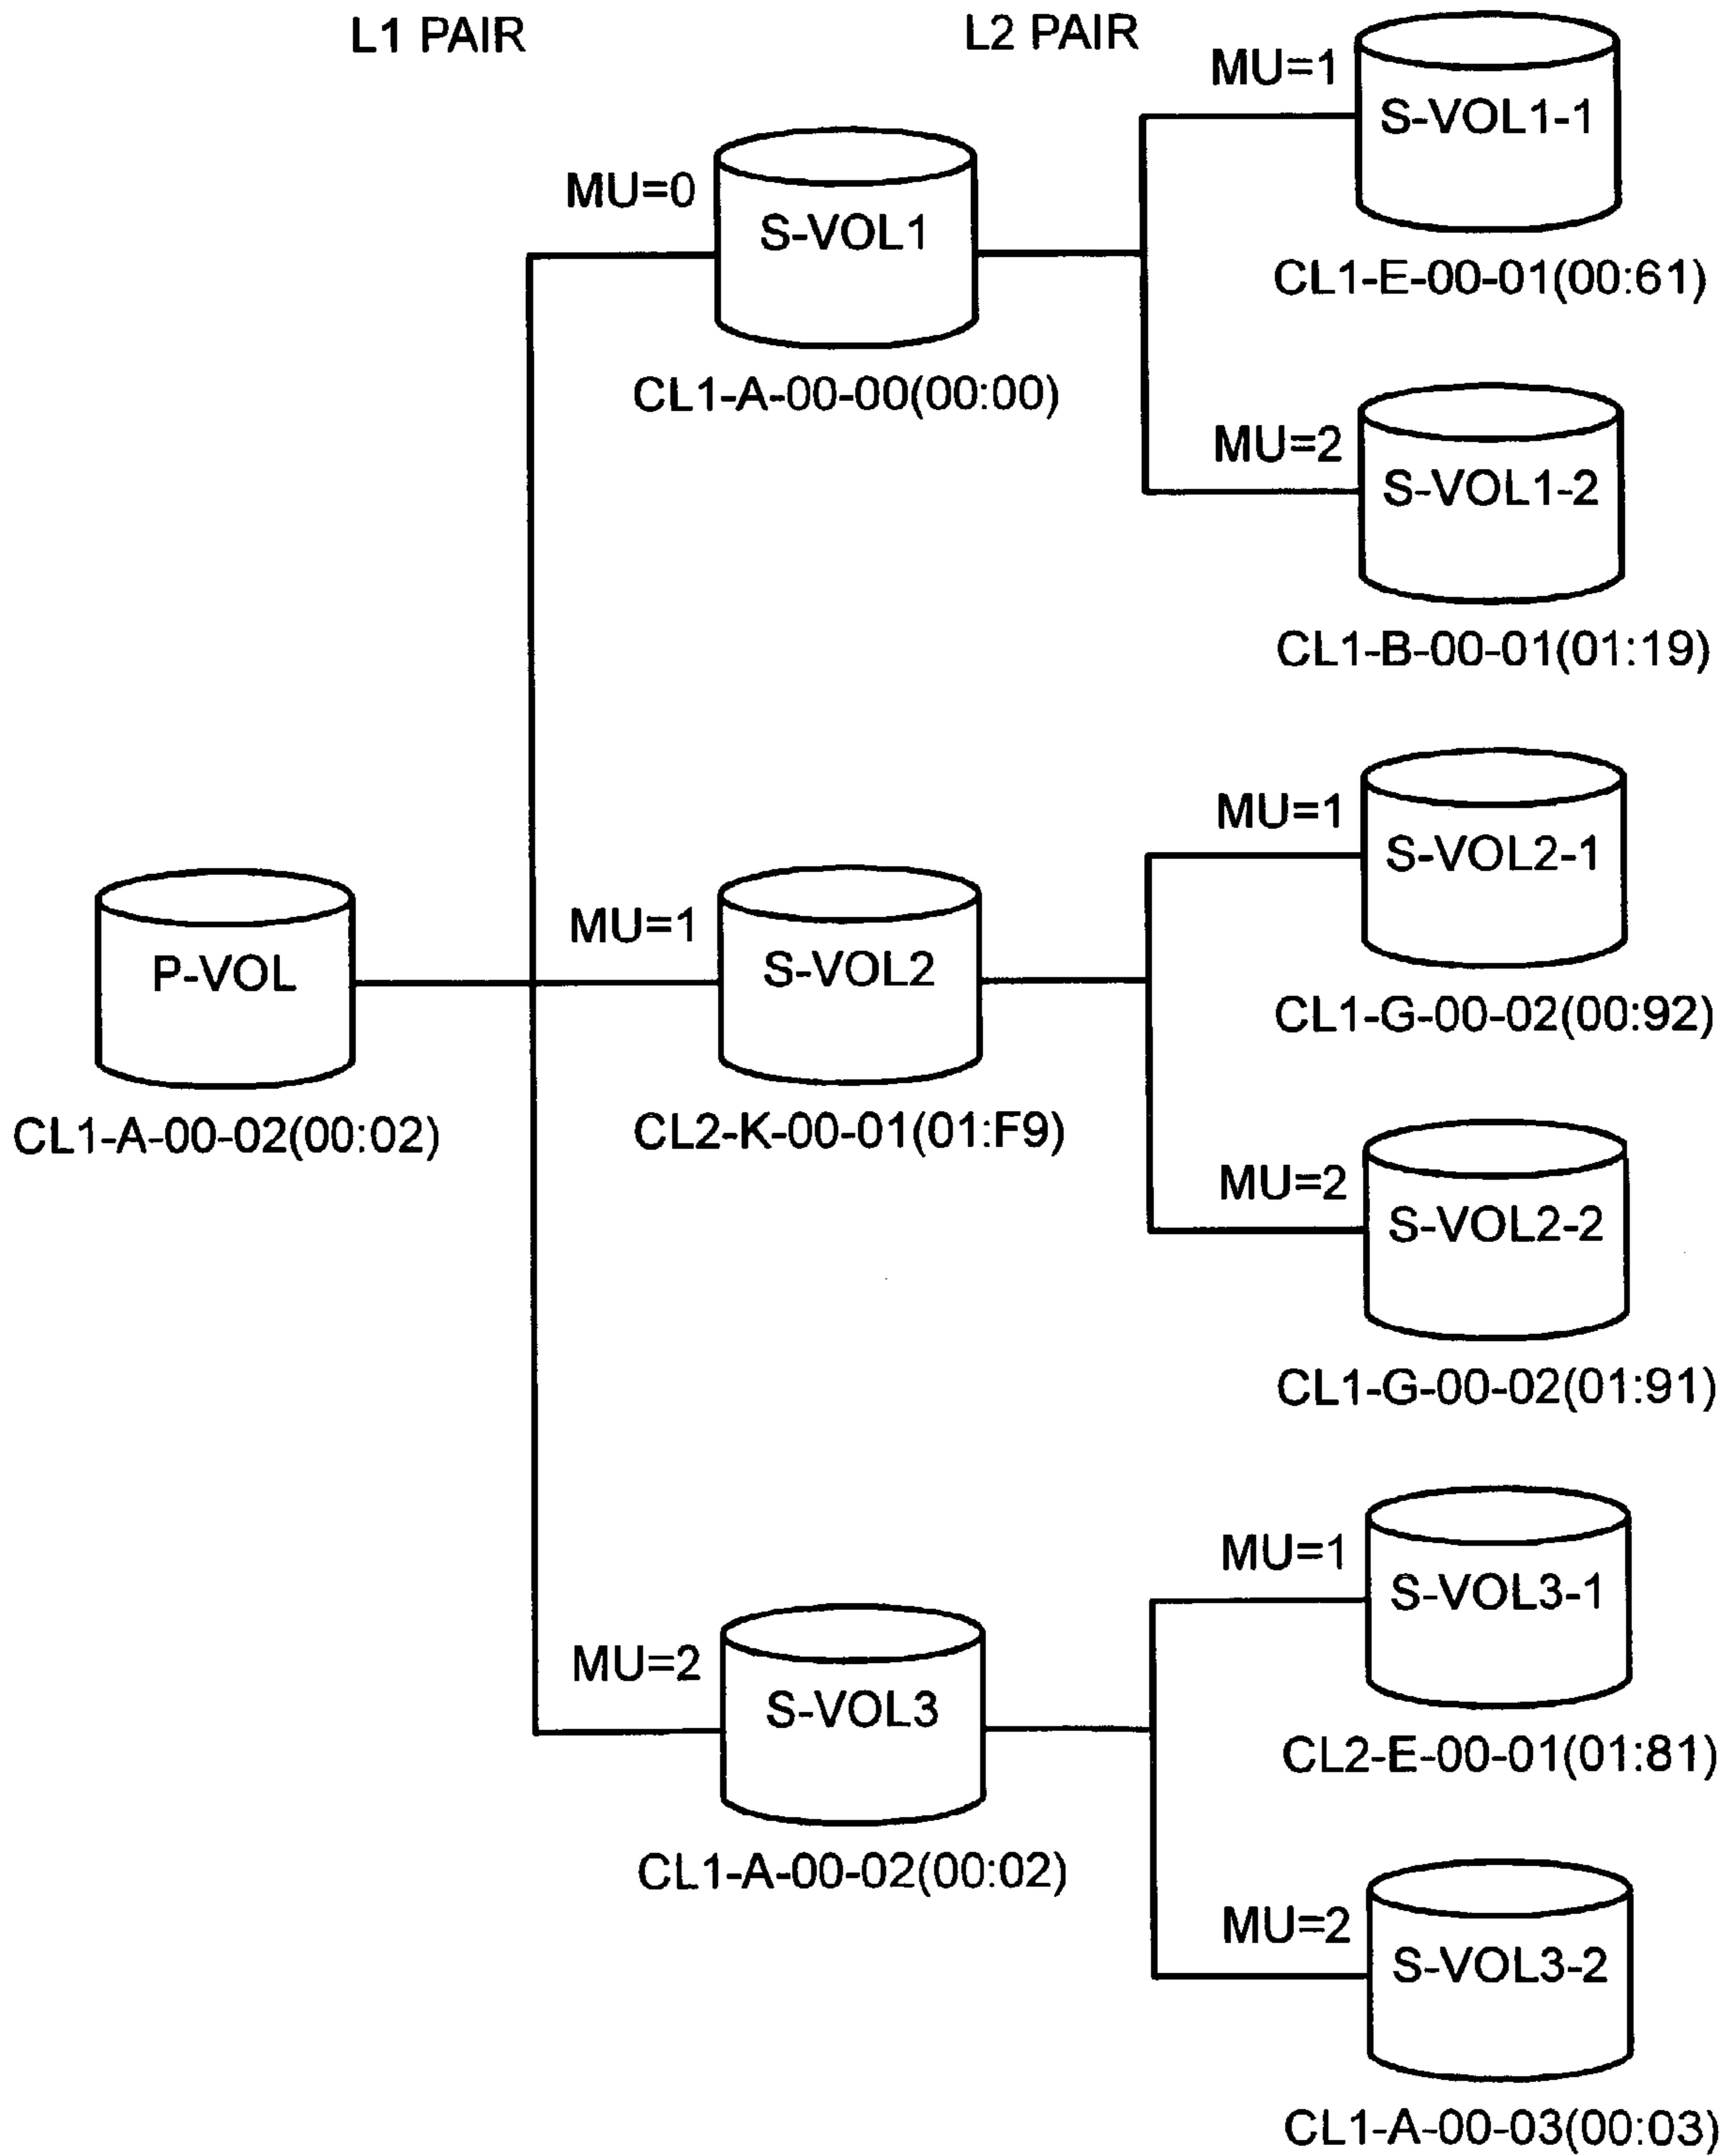 L1 PAIR
L2 PAIR
MU=1
S-VOL1-1
CL1-E-00-01(00:61)
MU=0
S-VOL1
CL1-A-00-00(00:00)
MU=2
S-VOL1-2
CL1-B-00-01(01:19)
MU=1
S-VOL2-1
CL1-G-00-02(00:92)
P-VOL
CL1-A-00-02(00:02)
MU=1
S-VOL2
CL2-K-00-01(01:F9)
MU=2
S-VOL2-2
CL1-G-00-02(01:91)
MU=1
S-VOL3-1
CL2-E-00-01(01:81)
MU=2
S-VOL3
CL1-A-00-02(00:02)
MU=2
S-VOL3-2
CL1-A-00-03(00:03)